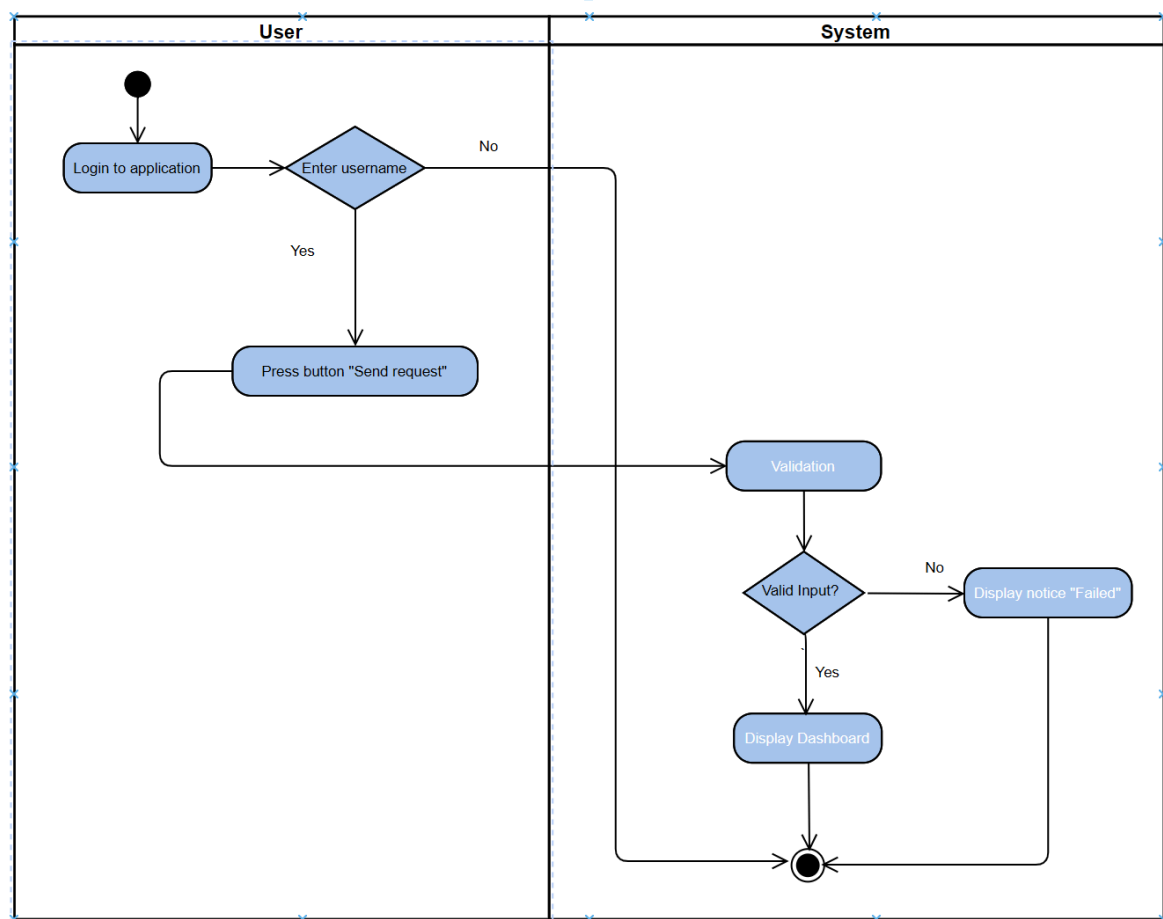 User
System
Login to application
Enter username
No
Yes
Press button "Send request"
Validation
Valid Input?
No
Display notice "Failed"
Yes
Display Dashboard